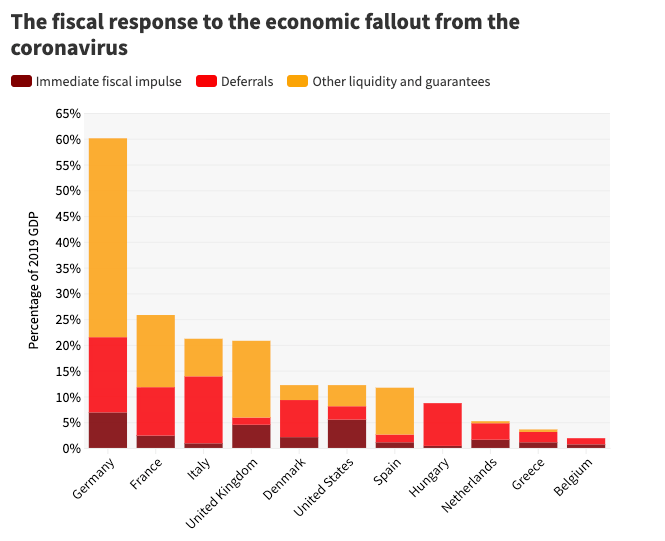 The fiscal response to the economic fallout from the
coronavirus
Immediate fiscal impulse
Deferrals
Other liquidity and guarantees
Percentage of 2019 GDP
65%
60%
55%
50%
45%
40%
35%
30%
25%
20%
15%
10%
5%
0%
Germany
France
Italy
United Kingdom
Denmark
United States
Spain
Hungary
Netherlands
Greece
Belgium